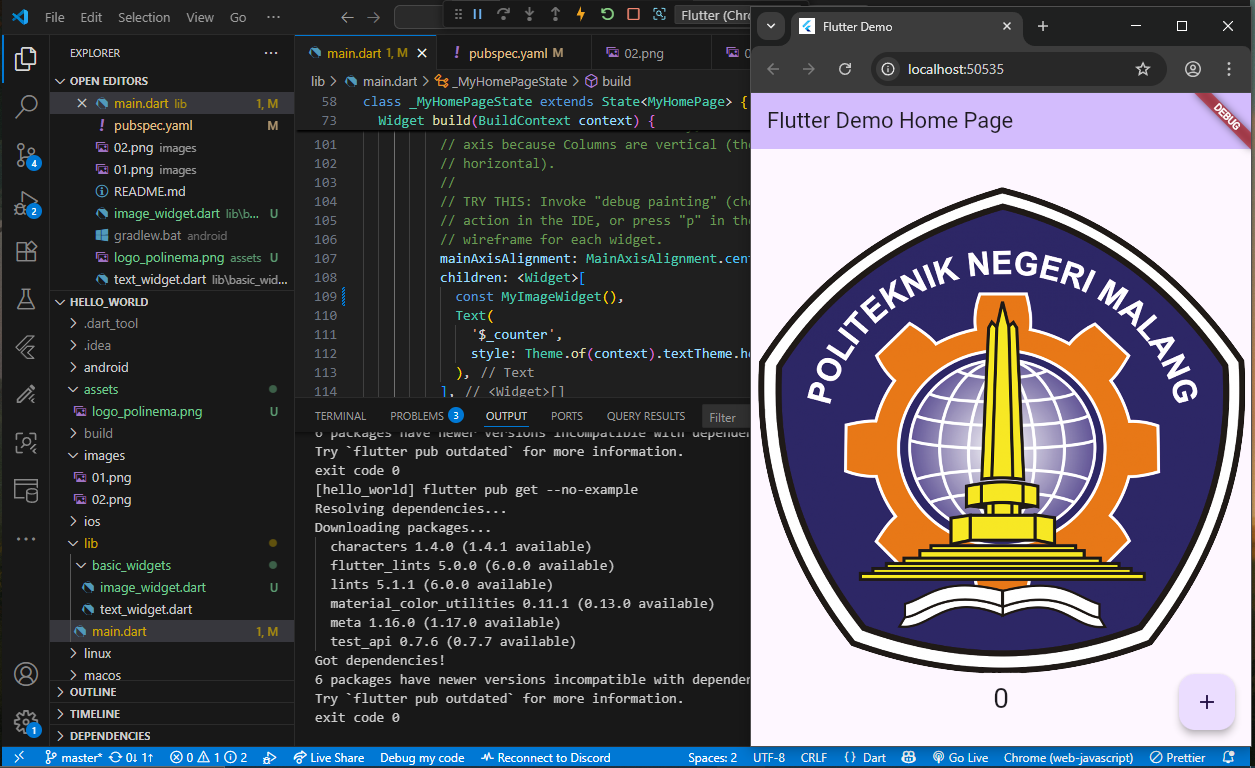 File Edit Selection View Go ···
Flutter (Chr
EXPLORER ···
OPEN EDITORS
main.dart lib 1, M
pubspec.yaml M
02.png images
01.png images
README.md
image_widget.dart lib\b... U
gradlew.bat android
logo_polinema.png assets U
text_widget.dart lib\basic_wid...
HELLO_WORLD
.dart_tool
.idea
android
assets
logo_polinema.png U
build
images
01.png
02.png
ios
lib
basic_widgets
image_widget.dart U
text_widget.dart
main.dart 1, M
linux
macos
OUTLINE
TIMELINE
DEPENDENCIES
4
2
1
main.dart 1, M
pubspec.yaml M
02.png
lib > main.dart > _MyHomePageState > build
58 class _MyHomePageState extends State<MyHomePage> {
73 Widget build(BuildContext context) {
101 // axis because Columns are vertical (the
102 // horizontal).
103 //
104 // TRY THIS: Invoke "debug painting" (cho
105 // action in the IDE, or press "p" in the
106 // wireframe for each widget.
107 mainAxisAlignment: MainAxisAlignment.cent
108 children: <Widget>[
109 const MyImageWidget(),
110 Text(
111 '$_counter',
112 style: Theme.of(context).textTheme.he
113 ), // Text
114 ], // <Widget>[]
TERMINAL PROBLEMS 3 OUTPUT PORTS QUERY RESULTS Filter
6 packages have newer versions incompatible with depender
Try `flutter pub outdated` for more information.
exit code 0
[hello_world] flutter pub get --no-example
Resolving dependencies...
Downloading packages...
characters 1.4.0 (1.4.1 available)
flutter_lints 5.0.0 (6.0.0 available)
lints 5.1.1 (6.0.0 available)
material_color_utilities 0.11.1 (0.13.0 available)
meta 1.16.0 (1.17.0 available)
test_api 0.7.6 (0.7.7 available)
Got dependencies!
6 packages have newer versions incompatible with depender
Try `flutter pub outdated` for more information.
exit code 0
Flutter Demo
localhost:50535
Flutter Demo Home Page
DEBUG
POLITEKNIK NEGERI MALANG
0
+
master* 0↓ 1↑ 0 1 2 Live Share Debug my code Reconnect to Discord Spaces: 2 UTF-8 CRLF { } Dart Go Live Chrome (web-javascript) Prettier